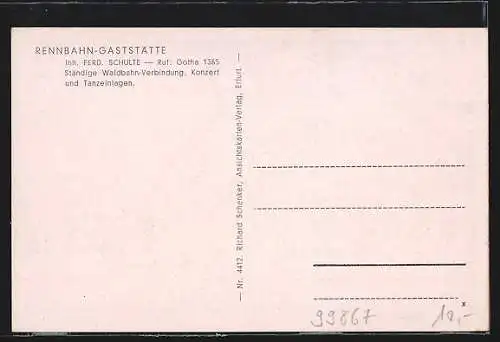 RENNBAHN-GASTSTÄTTE
Inh. FERD. SCHULTE — Ruf: Gotha 1365
Ständige Waldbahn-Verbindung, Konzert
und Tanzeinlagen.
— Nr. 4412. Richard Schenker, Ansichtskarten-Verlag, Erfurt. —
x
99867